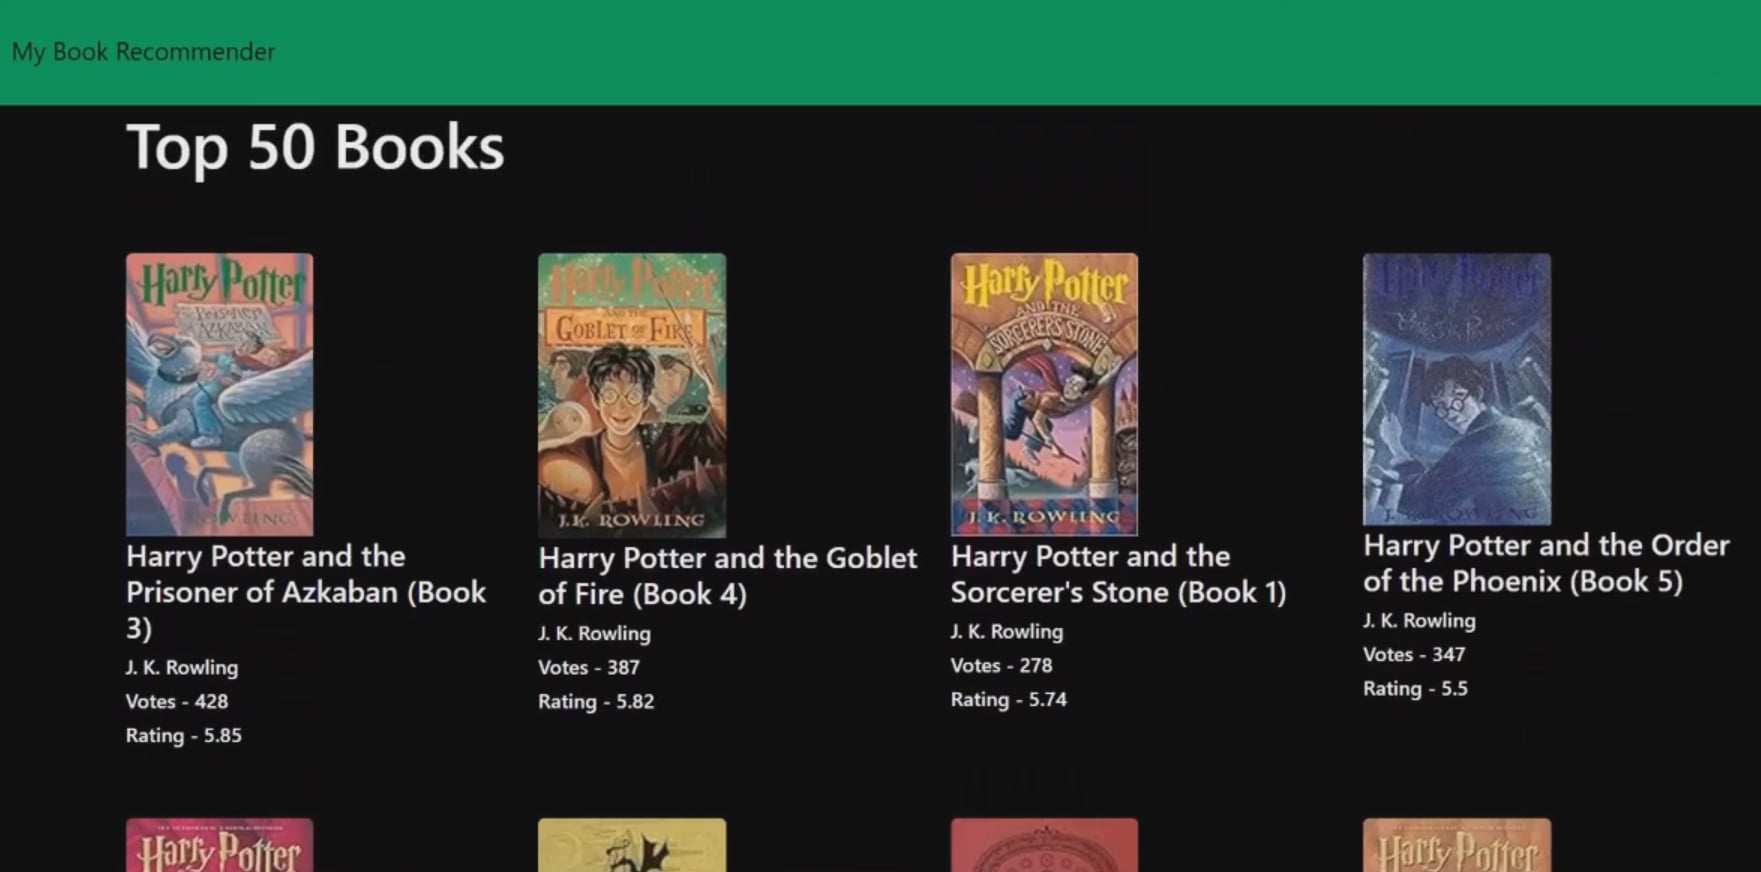 My Book Recommender
Top 50 Books
Harry Potter
Prisoner
of AZKABAN
Harry Potter
AND THE
GOBLET OF FIRE
J.K. ROWLING
Harry Potter
AND THE
SORCERER'S STONE
J. K. ROWLING
Harry Potter
Harry Potter and the
Prisoner of Azkaban (Book
3)
J. K. Rowling
Votes - 428
Rating - 5.85
Harry Potter and the Goblet
of Fire (Book 4)
J. K. Rowling
Votes - 387
Rating - 5.82
Harry Potter and the
Sorcerer's Stone (Book 1)
J. K. Rowling
Votes - 278
Rating - 5.74
Harry Potter and the Order
of the Phoenix (Book 5)
J. K. Rowling
Votes - 347
Rating - 5.5
Harry Potter
Harry Potter